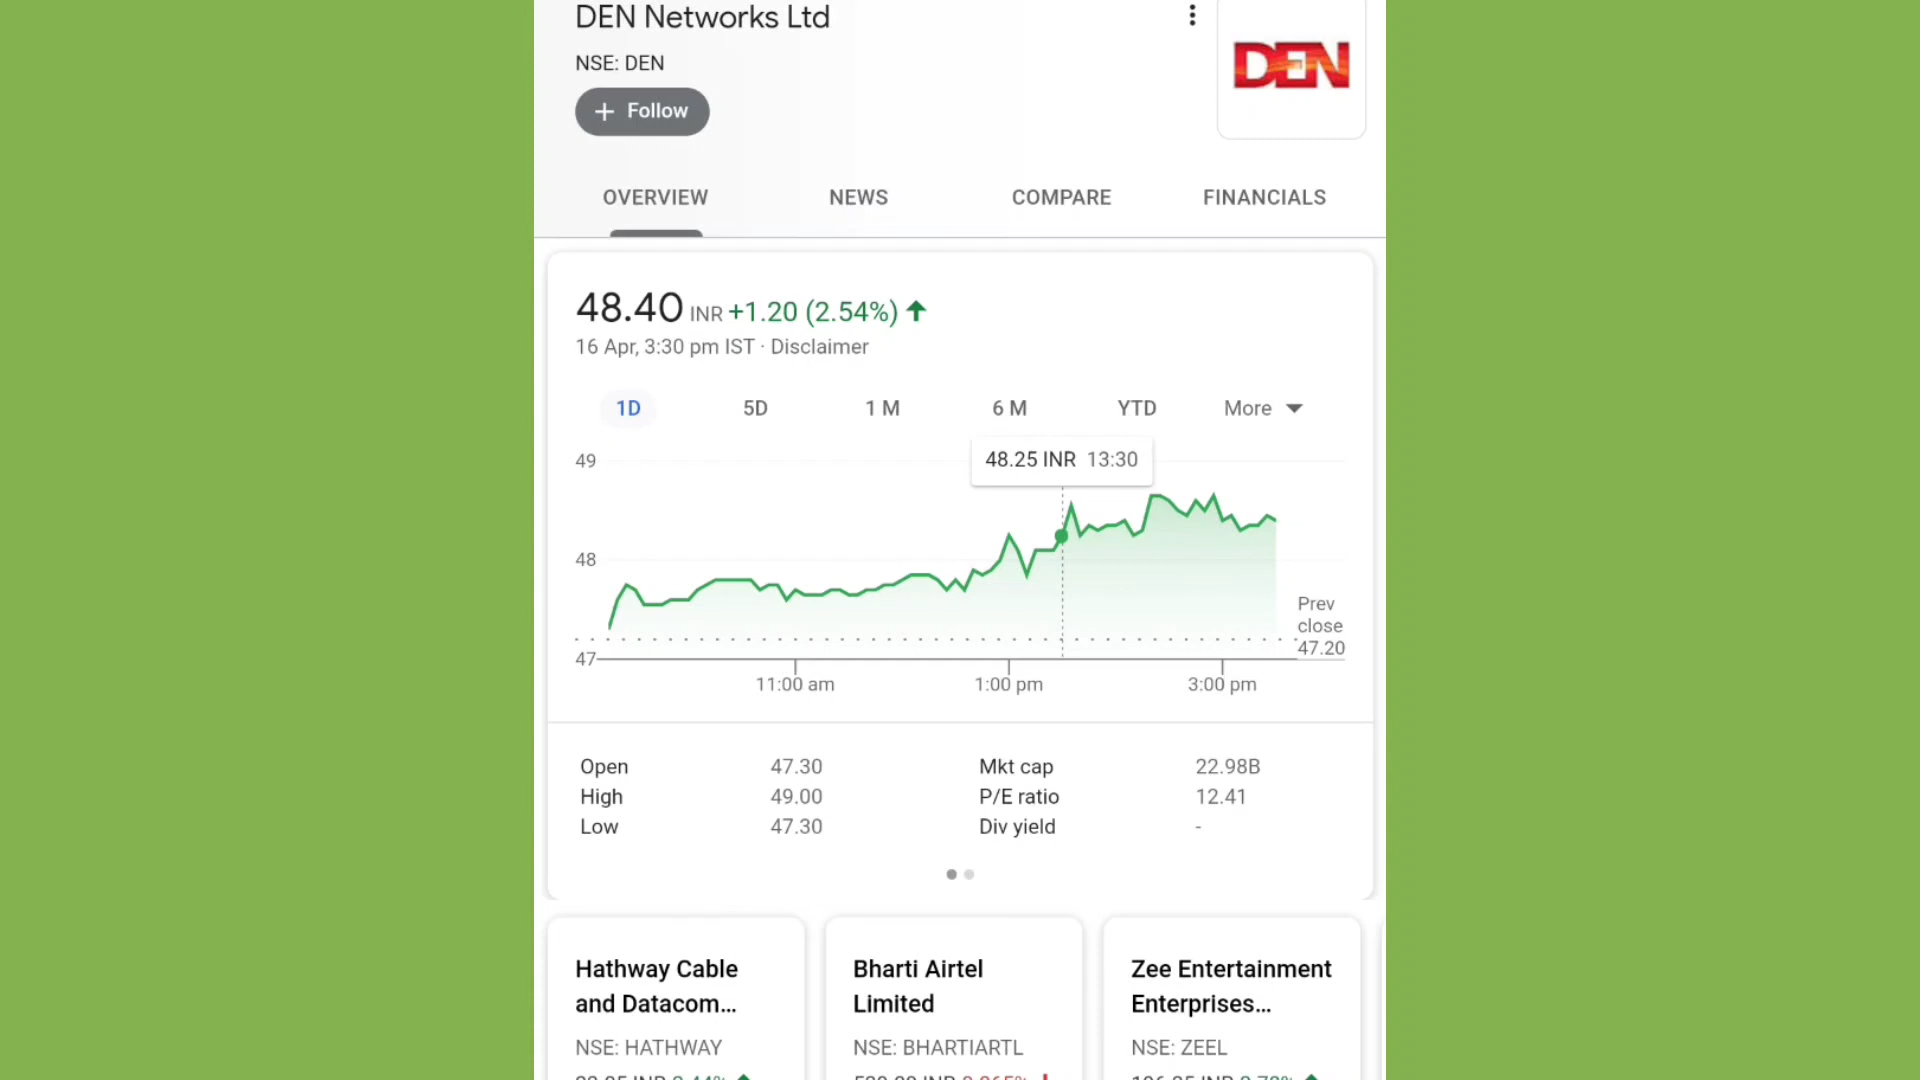 DEN Networks Ltd
NSE: DEN
+ Follow
DEN
OVERVIEW NEWS COMPARE FINANCIALS
48.40 INR +1.20 (2.54%)
16 Apr, 3:30 pm IST · Disclaimer
1D 5D 1 M 6 M YTD More
48.25 INR 13:30
49
48
47
Prev
close
47.20
11:00 am 1:00 pm 3:00 pm
Open 47.30 Mkt cap 22.98B
High 49.00 P/E ratio 12.41
Low 47.30 Div yield -
Hathway Cable
and Datacom...
NSE: HATHWAY
Bharti Airtel
Limited
NSE: BHARTIARTL
Zee Entertainment
Enterprises...
NSE: ZEEL